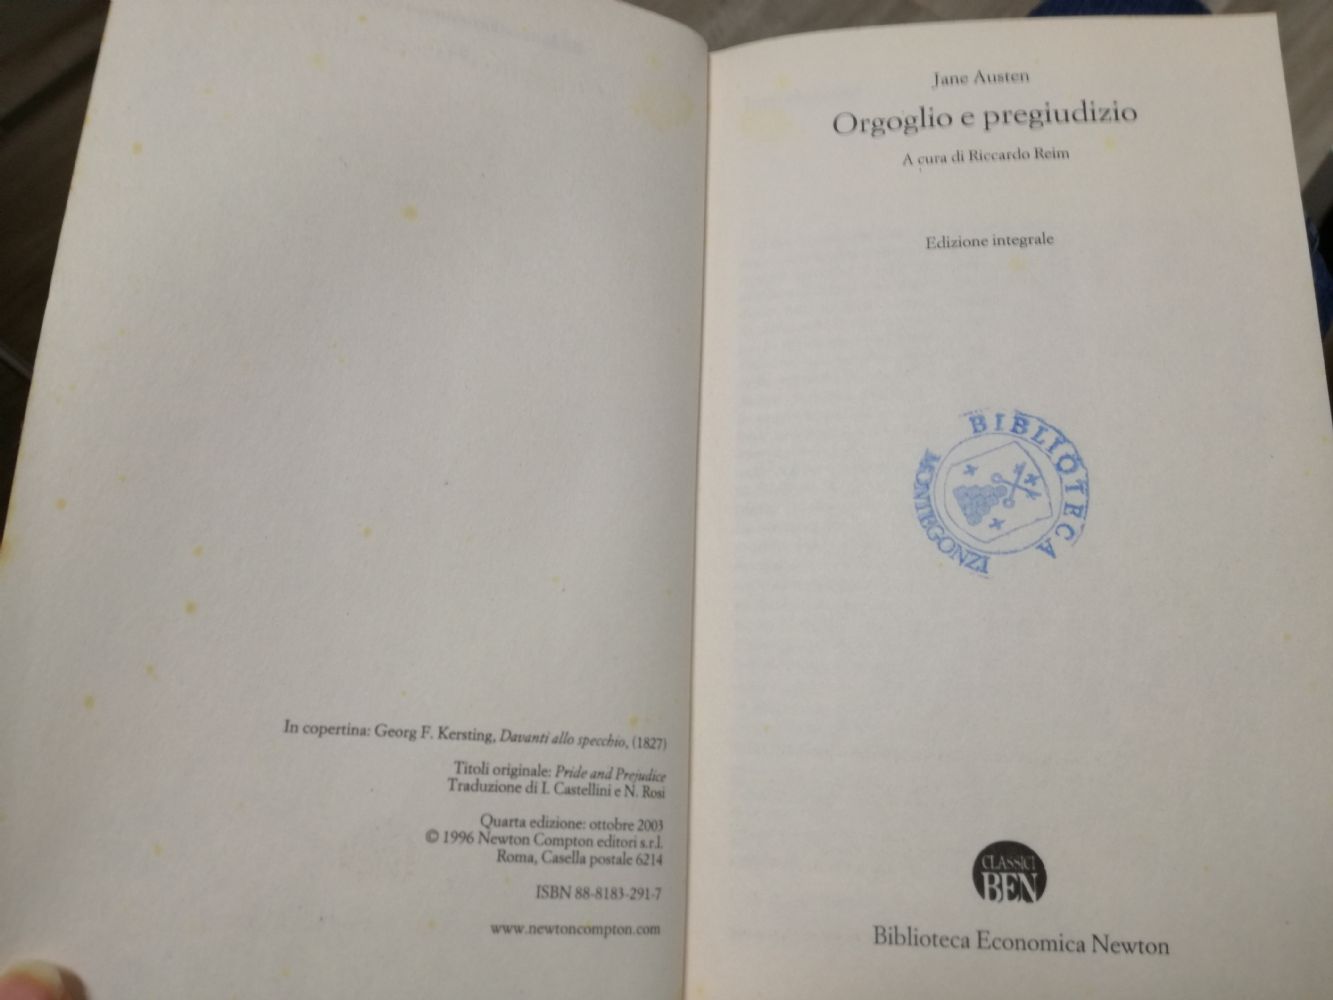 In copertina: Georg F. Kersting, Davanti allo specchio, (1827)
Titoli originale: Pride and Prejudice
Traduzione di I. Castellini e N. Rosi
Quarta edizione: ottobre 2003
© 1996 Newton Compton editori s.r.l.
Roma, Casella postale 6214
ISBN 88-8183-291-7
www.newtoncompton.com
Jane Austen
Orgoglio e pregiudizio
A cura di Riccardo Reim
Edizione integrale
BIBLIOTECA
MONTEGONZI
CLASSICI
BEN
Biblioteca Economica Newton